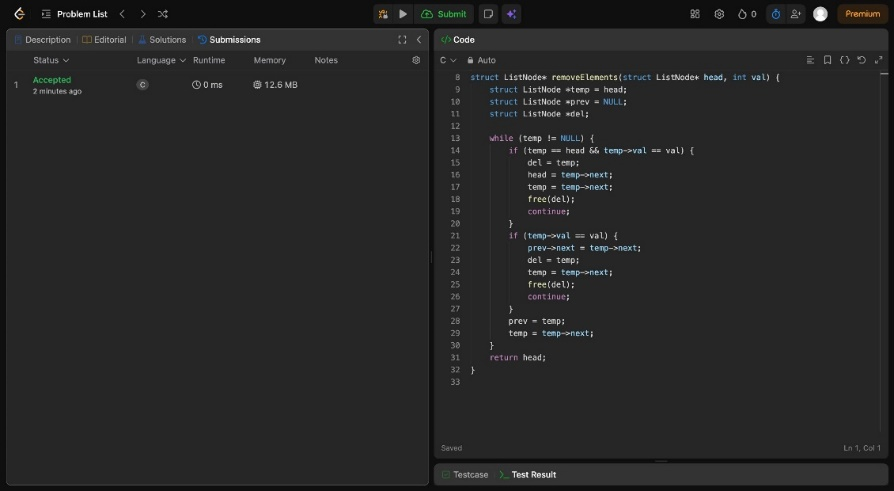 Problem List
Submit
0
Premium
Description
Editorial
Solutions
Submissions
Status
Language
Runtime
Memory
Notes
1
Accepted
2 minutes ago
C
0 ms
12.6 MB
</> Code
C
Auto
8 struct ListNode* removeElements(struct ListNode* head, int val) {
9     struct ListNode *temp = head;
10     struct ListNode *prev = NULL;
11     struct ListNode *del;
12
13     while (temp != NULL) {
14         if (temp == head && temp->val == val) {
15             del = temp;
16             head = temp->next;
17             temp = temp->next;
18             free(del);
19             continue;
20         }
21         if (temp->val == val) {
22             prev->next = temp->next;
23             del = temp;
24             temp = temp->next;
25             free(del);
26             continue;
27         }
28         prev = temp;
29         temp = temp->next;
30     }
31     return head;
32 }
33
Saved
Ln 1, Col 1
Testcase
Test Result